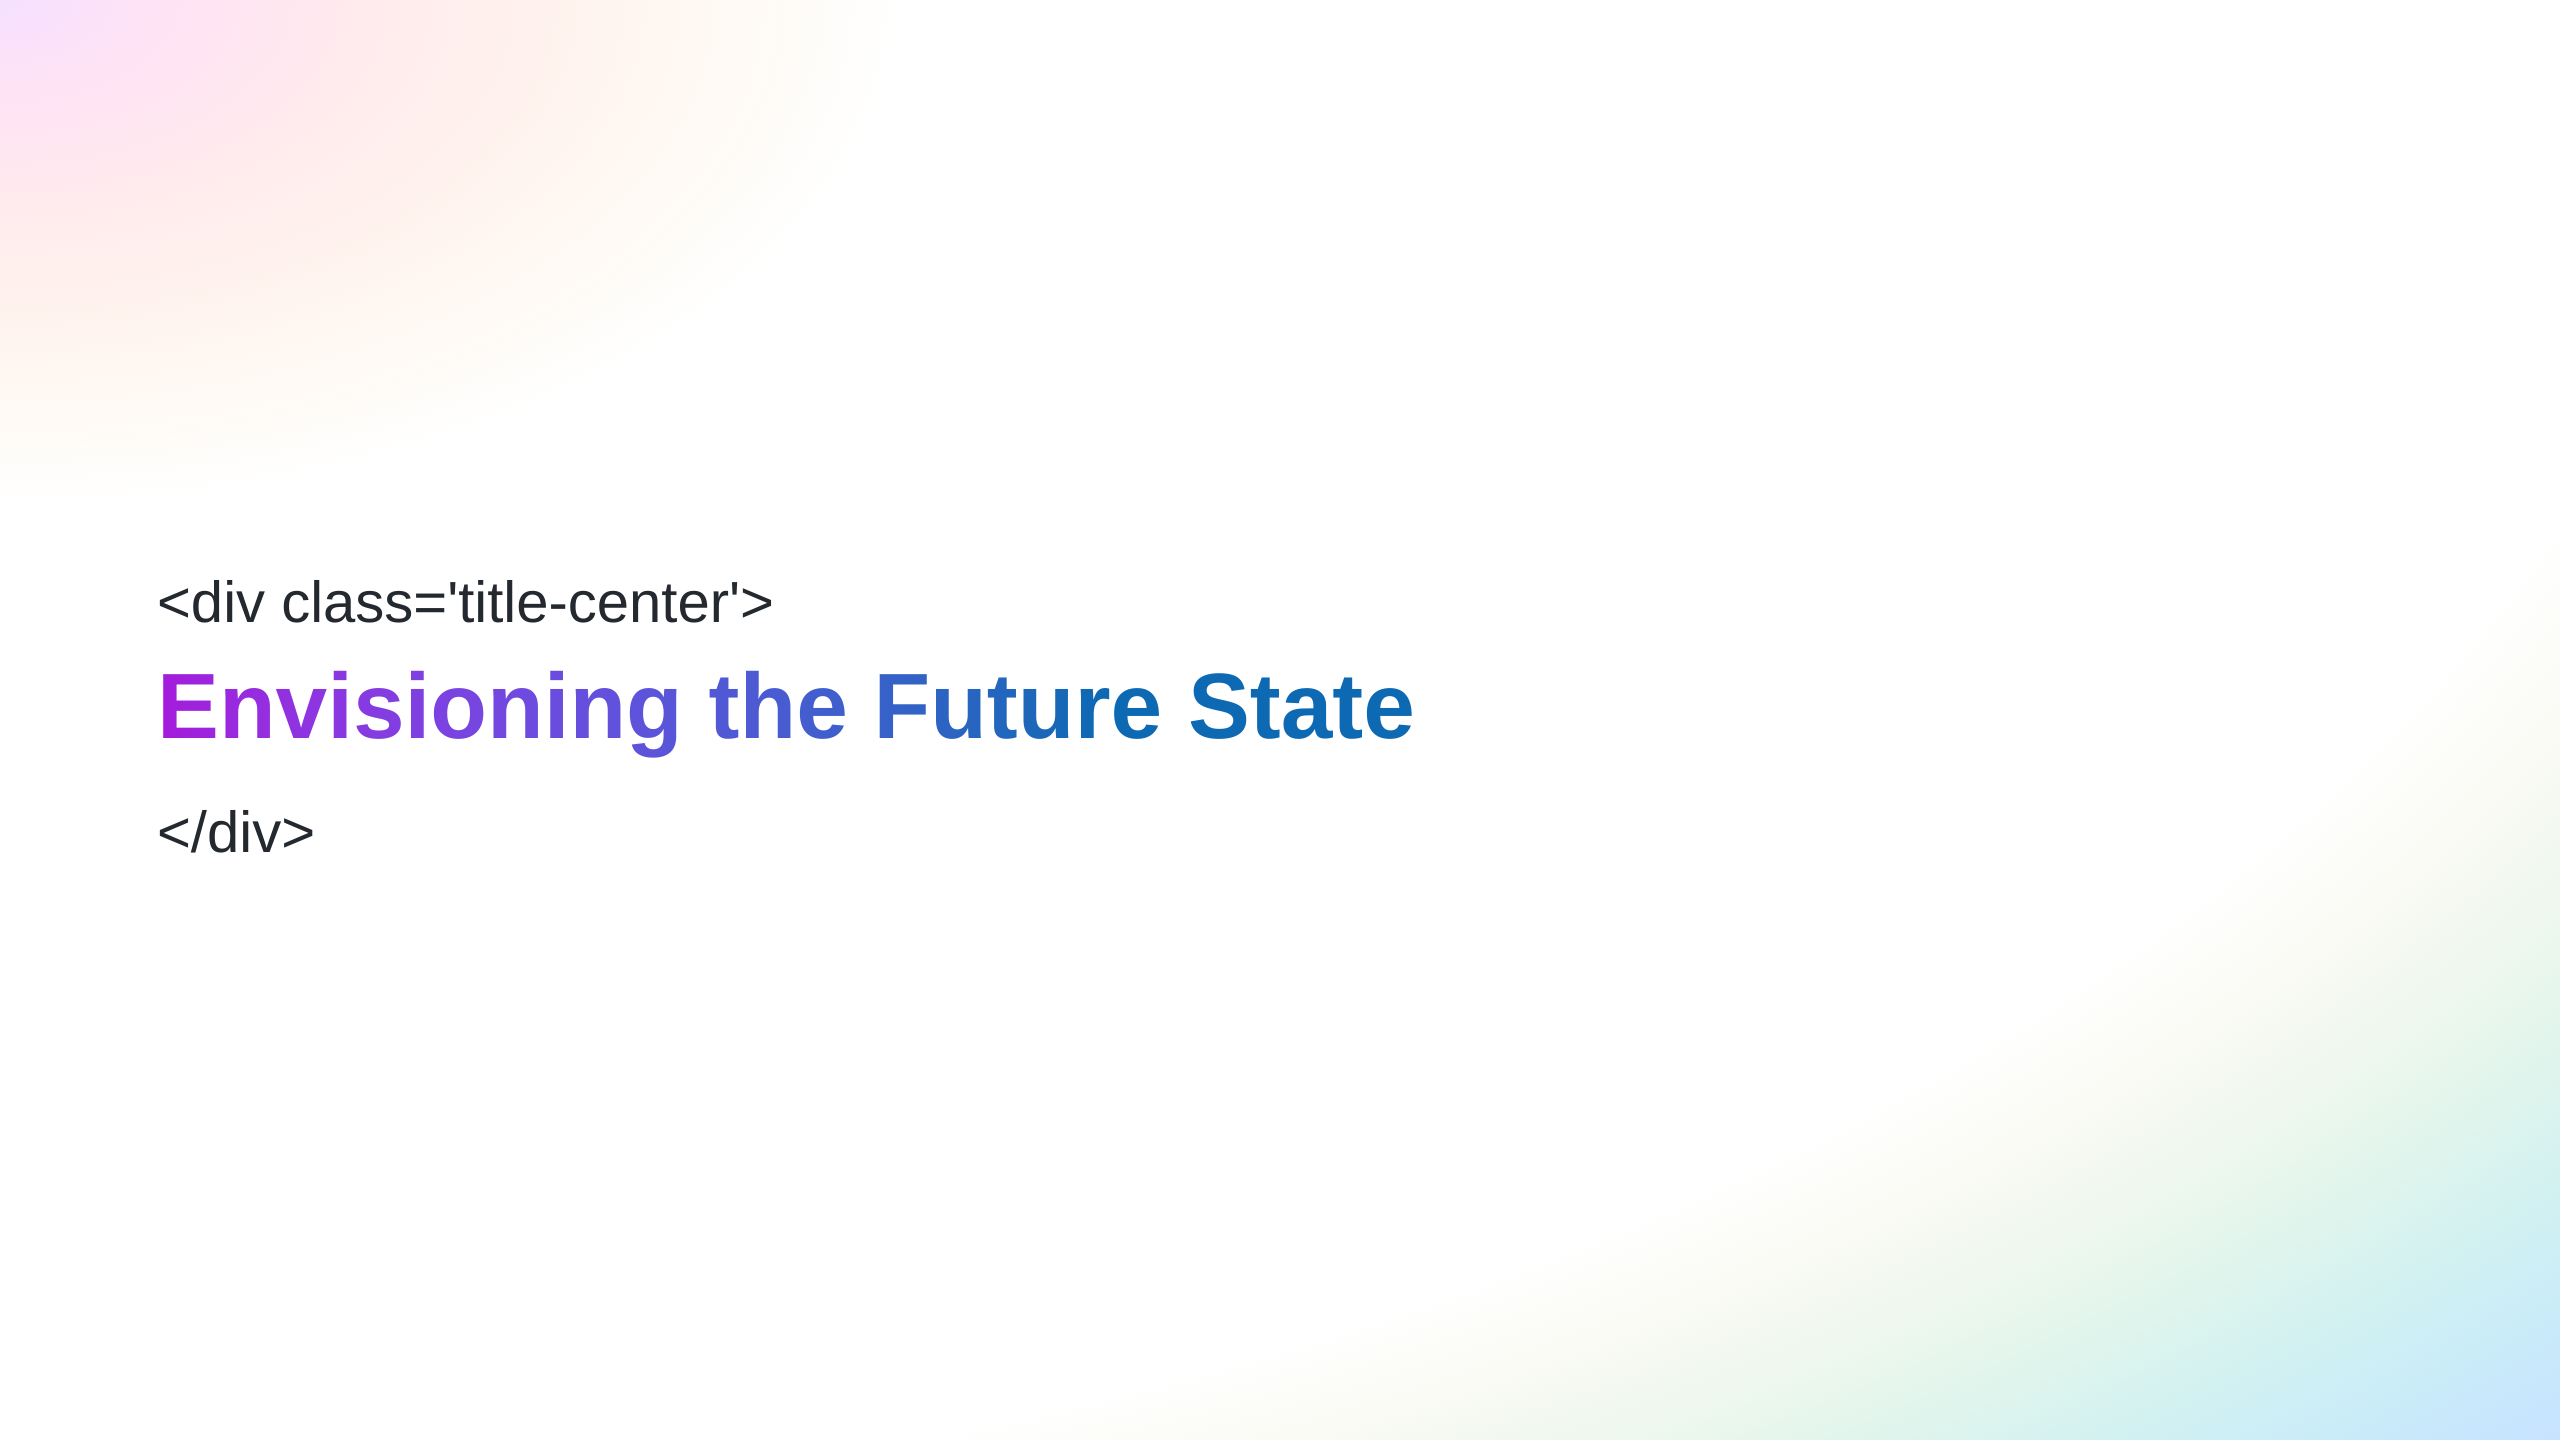 <div class='title-center'>
Envisioning the Future State
</div>